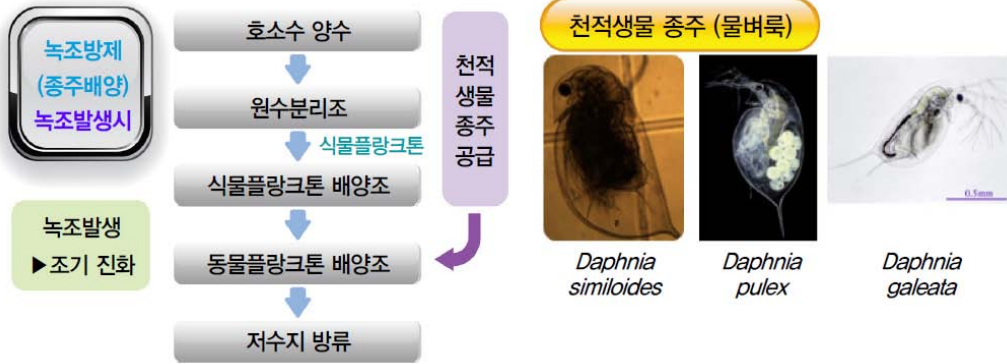 녹조방제
(종주배양)
녹조발생시
녹조발생
▶조기 진화
호소수 양수
원수분리조
식물플랑크톤
식물플랑크톤 배양조
동물플랑크톤 배양조
저수지 방류
천적
생물
종주
공급
천적생물 종주 (물벼룩)
0.5mm
Daphnia
similoides
Daphnia
pulex
Daphnia
galeata